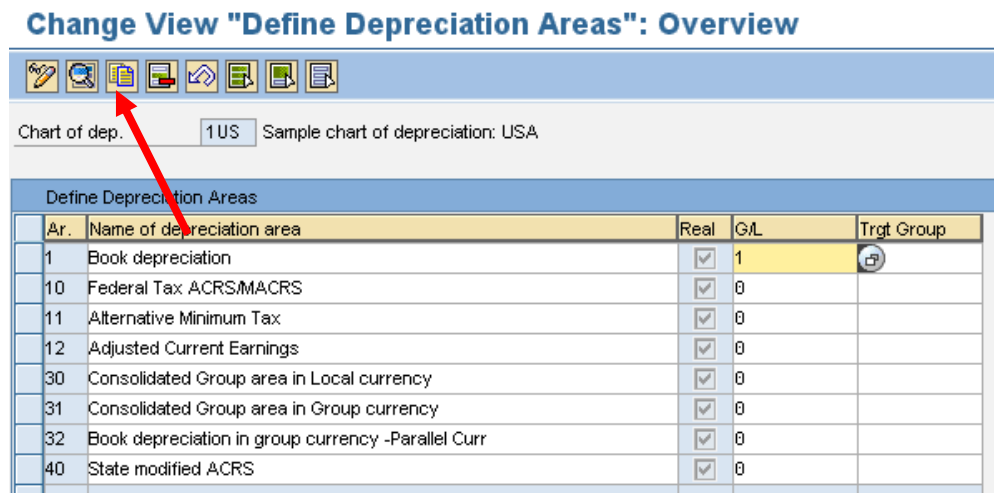 Change View "Define Depreciation Areas": Overview
Chart of dep. 1US Sample chart of depreciation: USA
Define Depreciation Areas
Ar. Name of depreciation area Real G/L Trgt Group
1 Book depreciation 1
10 Federal Tax ACRS/MACRS 0
11 Alternative Minimum Tax 0
12 Adjusted Current Earnings 0
30 Consolidated Group area in Local currency 0
31 Consolidated Group area in Group currency 0
32 Book depreciation in group currency -Parallel Curr 0
40 State modified ACRS 0